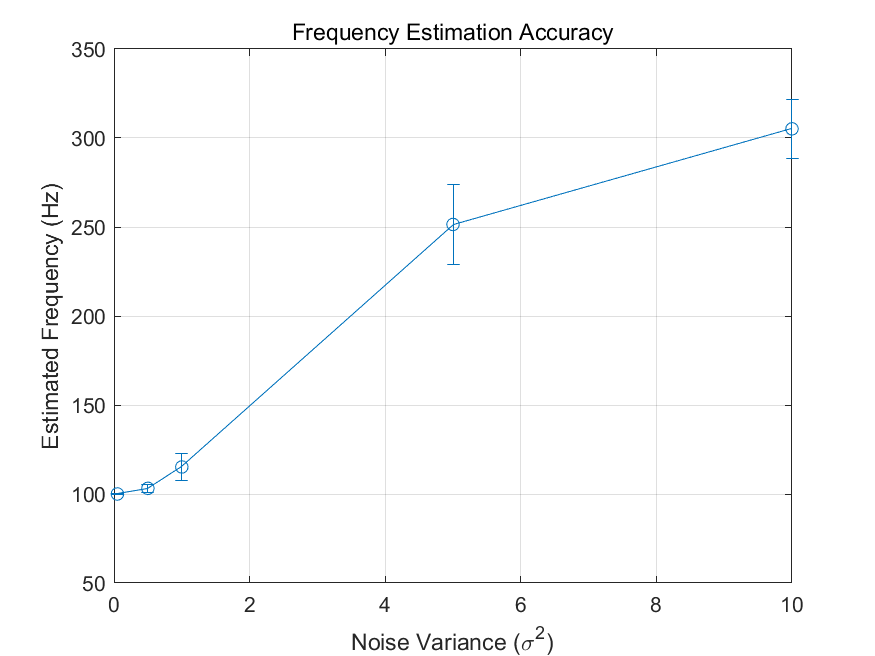 Frequency Estimation Accuracy
350
300
250
200
150
100
50
Estimated Frequency (Hz)
0 2 4 6 8 10
Noise Variance (σ²)